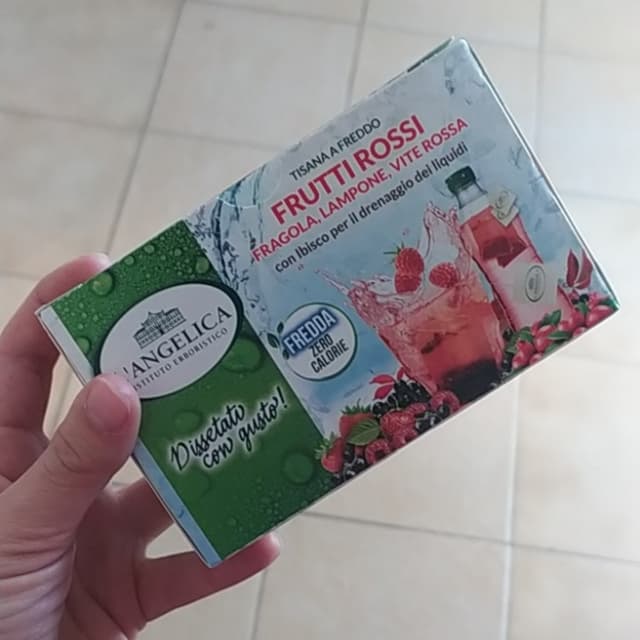 TISANA A FREDDO
FRUTTI ROSSI
FRAGOLA, LAMPONE, VITE ROSSA
con Ibisco per il drenaggio dei liquidi
L'ANGELICA
ISTITUTO ERBORISTICO
FREDDA
ZERO
CALORIE
Dissetati
con gusto!